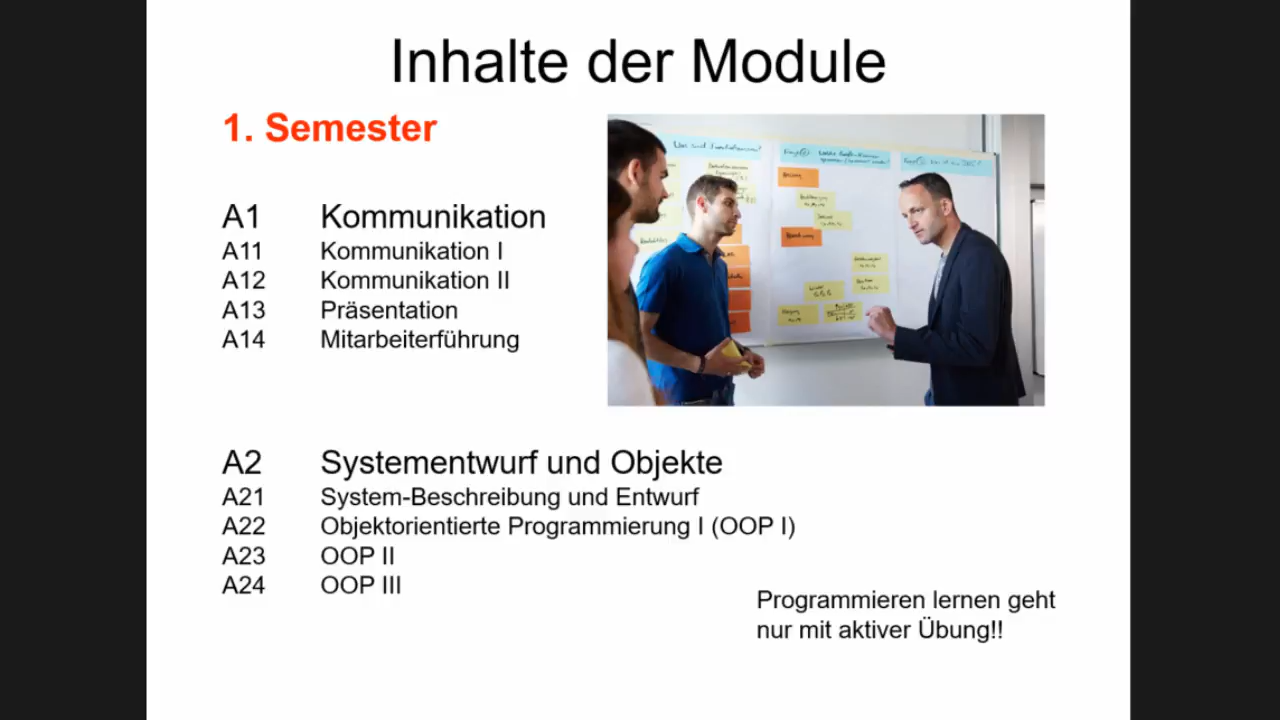 Inhalte der Module
1. Semester
A1 Kommunikation
A11 Kommunikation I
A12 Kommunikation II
A13 Präsentation
A14 Mitarbeiterführung
A2 Systementwurf und Objekte
A21 System-Beschreibung und Entwurf
A22 Objektorientierte Programmierung I (OOP I)
A23 OOP II
A24 OOP III
Programmieren lernen geht
nur mit aktiver Übung!!